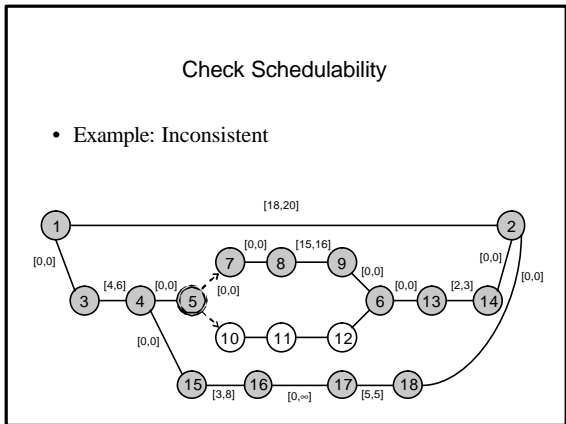 Check Schedulability
• Example: Inconsistent
[18,20]
1 2
[0,0] [15,16]
7 8 9
[0,0] [0,0] [0,0]
[4,6] [0,0] [0,0] [0,0] [0,0] [2,3]
3 4 5 6 13 14
[0,0]
10 11 12
15 16 17 18
[3,8] [0,∞] [5,5]